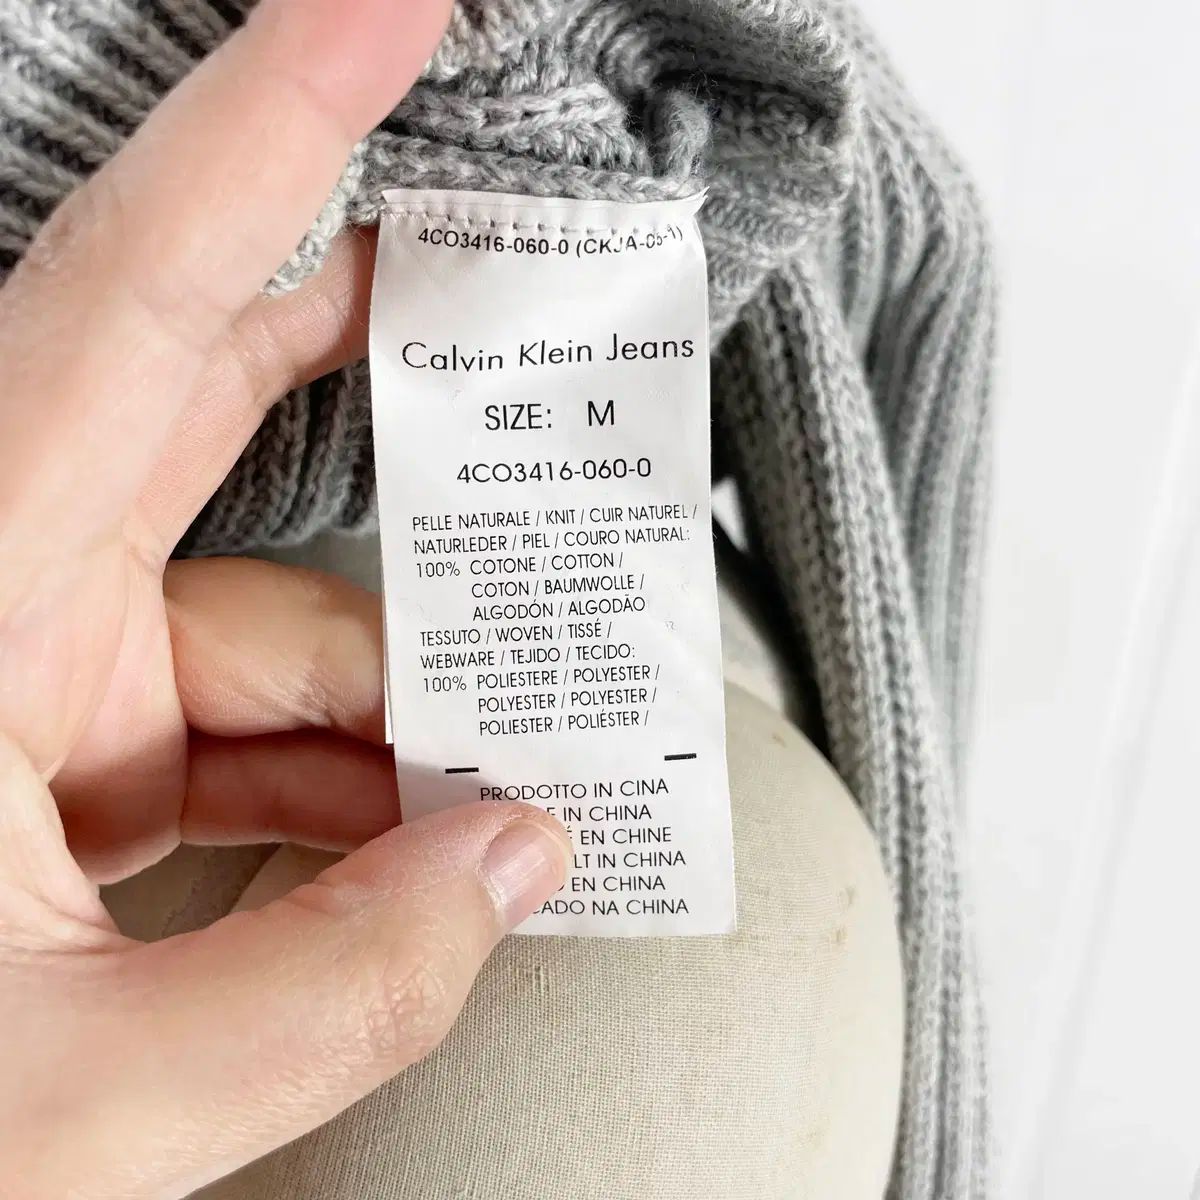 4CO3416-060-0 (CKJA-05-1)
Calvin Klein Jeans
SIZE: M
4CO3416-060-0
PELLE NATURALE / KNIT / CUIR NATUREL /
NATURLEDER / PIEL / COURO NATURAL:
100% COTONE / COTTON /
COTON / BAUMWOLLE /
ALGODÓN / ALGODÃO
TESSUTO / WOVEN / TISSÉ /
WEBWARE / TEJIDO / TECIDO:
100% POLIESTERE / POLYESTER /
POLYESTER / POLYESTER /
POLIESTER / POLIÉSTER /
PRODOTTO IN CINA
IN CHINA
EN CHINE
IN CHINA
EN CHINA
NA CHINA